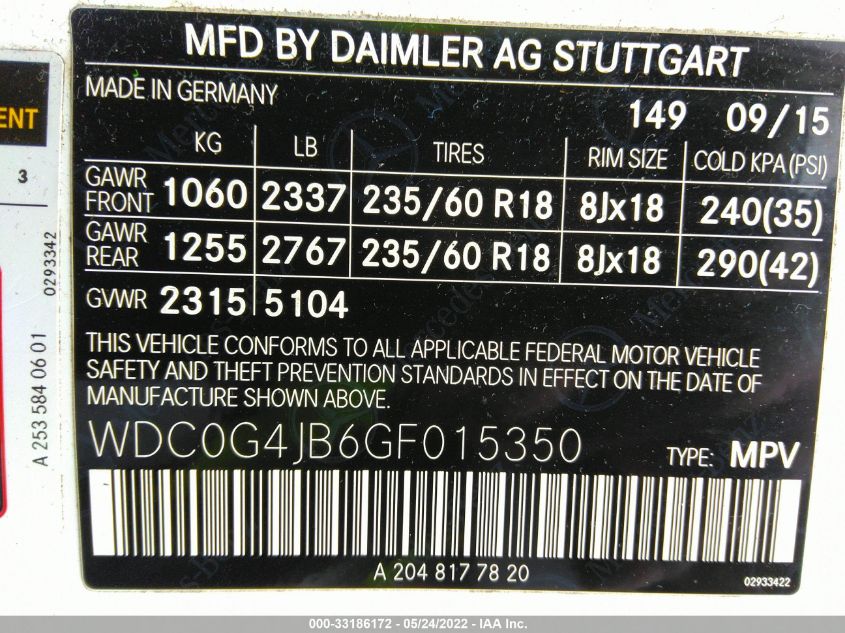 MFD BY DAIMLER AG STUTTGART
MADE IN GERMANY
149 09/15
KG LB TIRES RIM SIZE COLD KPA (PSI)
GAWR FRONT 1060 2337 235/60 R18 8Jx18 240(35)
GAWR REAR 1255 2767 235/60 R18 8Jx18 290(42)
GVWR 2315 5104
THIS VEHICLE CONFORMS TO ALL APPLICABLE FEDERAL MOTOR VEHICLE
SAFETY AND THEFT PREVENTION STANDARDS IN EFFECT ON THE DATE OF
MANUFACTURE SHOWN ABOVE.
WDC0G4JB6GF015350 TYPE: MPV
A 204 817 78 20
02933422
ENT
3
0293342
A 253 584 06 01
000-33186172 - 05/24/2022 - IAA Inc.